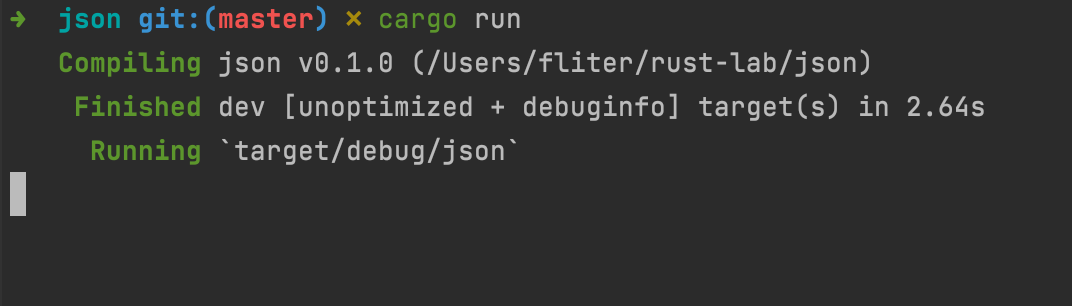 ➜ json git:(master) ✗ cargo run
Compiling json v0.1.0 (/Users/fliter/rust-lab/json)
Finished dev [unoptimized + debuginfo] target(s) in 2.64s
Running `target/debug/json`